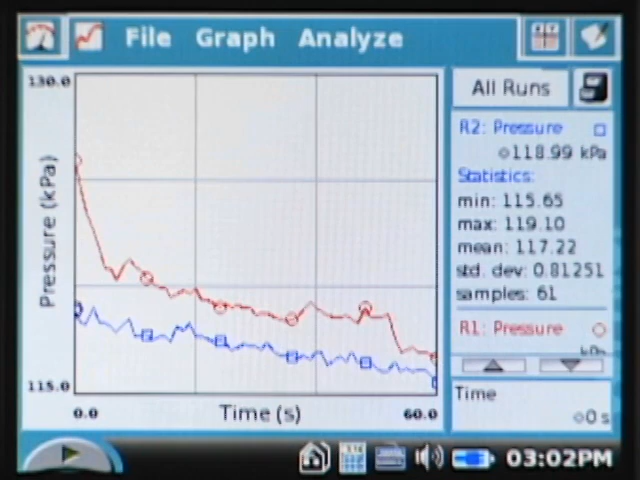 File Graph Analyze
130.0
Pressure (kPa)
115.0
0.0
Time (s)
60.0
All Runs
R2: Pressure
118.99 kPa
Statistics:
min: 115.65
max: 119.10
mean: 117.22
std. dev: 0.81251
samples: 61
R1: Pressure
Time
0 s
03:02PM